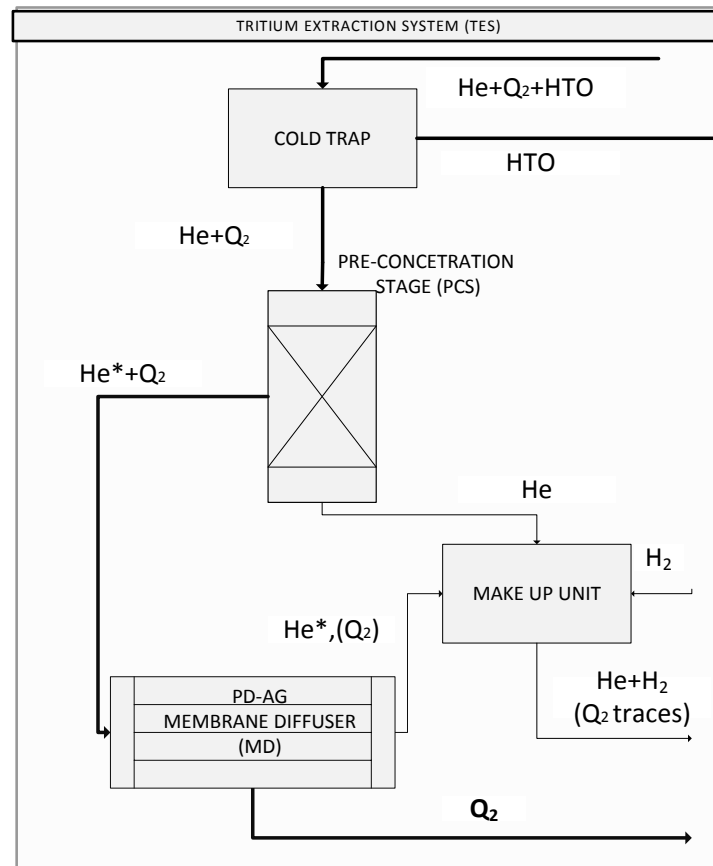 TRITIUM EXTRACTION SYSTEM (TES)
He+Q₂+HTO
COLD TRAP
HTO
He+Q₂
PRE-CONCETRATION
STAGE (PCS)
He*+Q₂
He
H₂
MAKE UP UNIT
He*,(Q₂)
He+H₂
(Q₂ traces)
PD-AG
MEMBRANE DIFFUSER
(MD)
Q₂